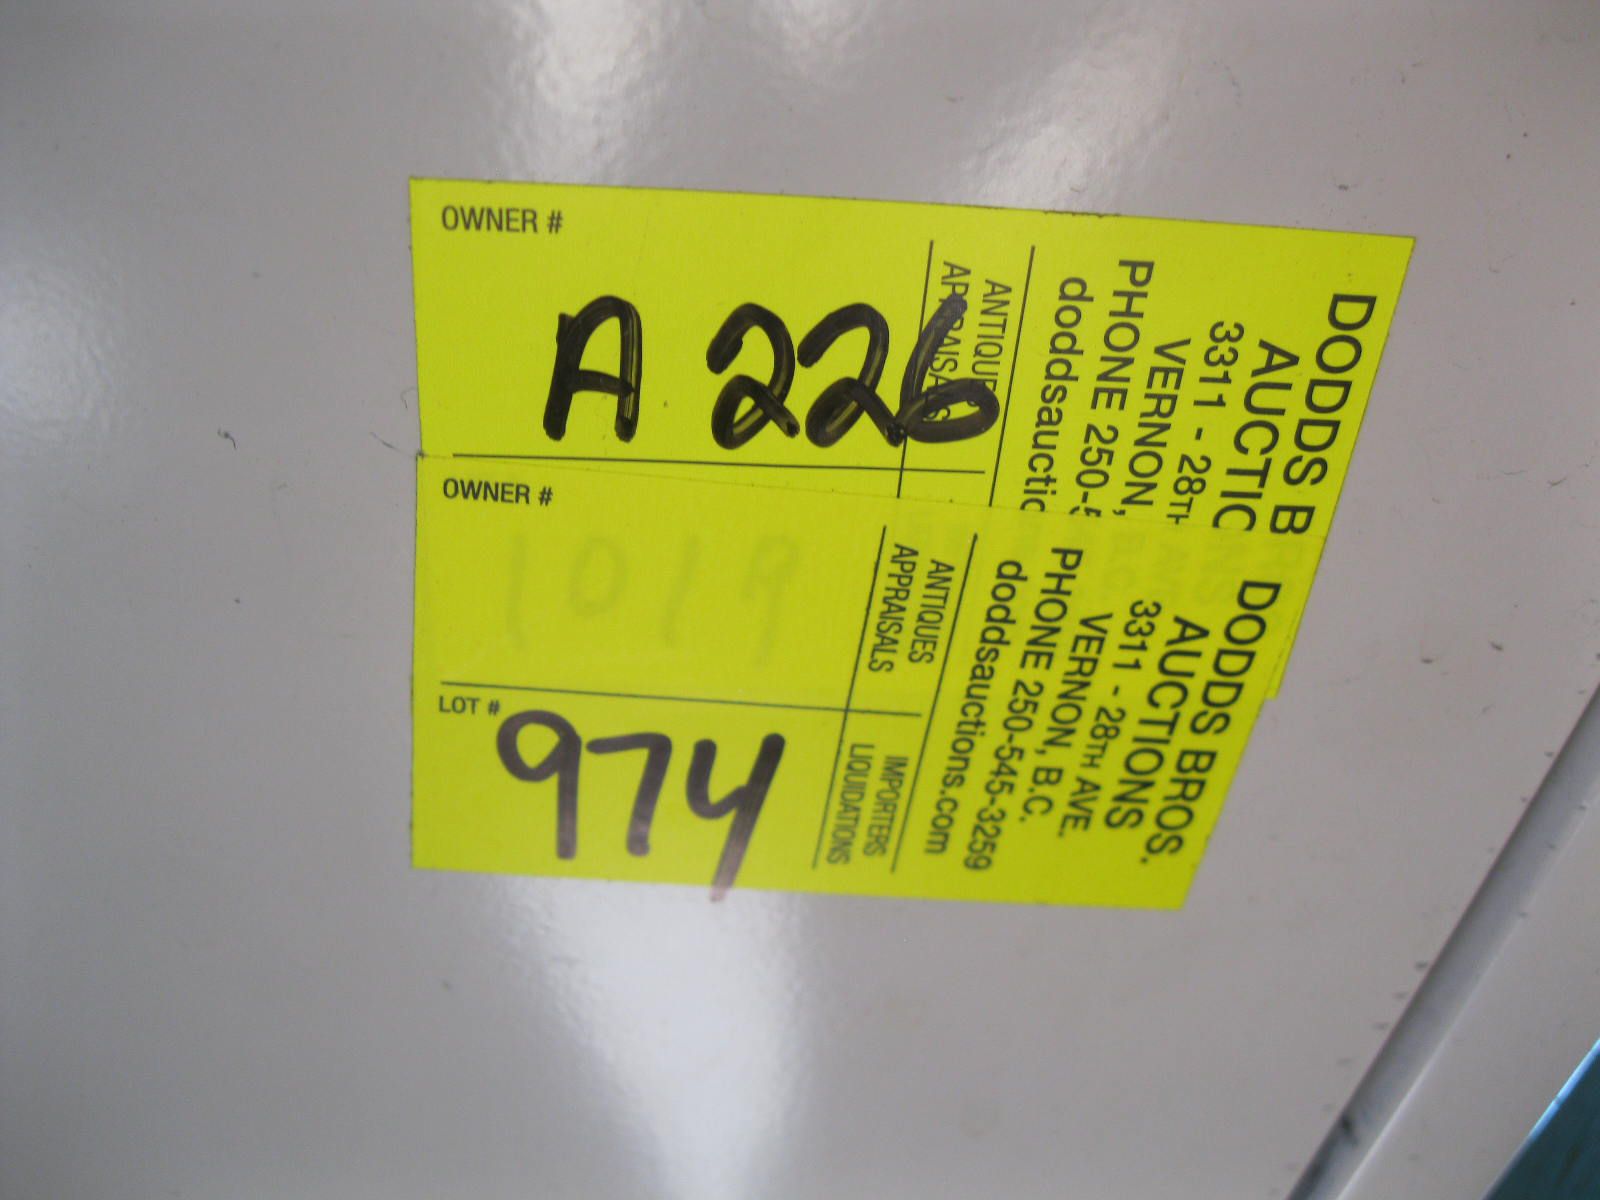 OWNER #
A 226
ANTIQUES
APPRAISALS
DODDS B
AUCTIO
3311 - 28TH
VERNON,
PHONE 250-5
doddsauctio
OWNER #
1019
LOT #
974
ANTIQUES IMPORTERS
APPRAISALS LIQUIDATIONS
DODDS BROS.
AUCTIONS
3311 - 28TH AVE.
VERNON, B.C.
PHONE 250-545-3259
doddsauctions.com